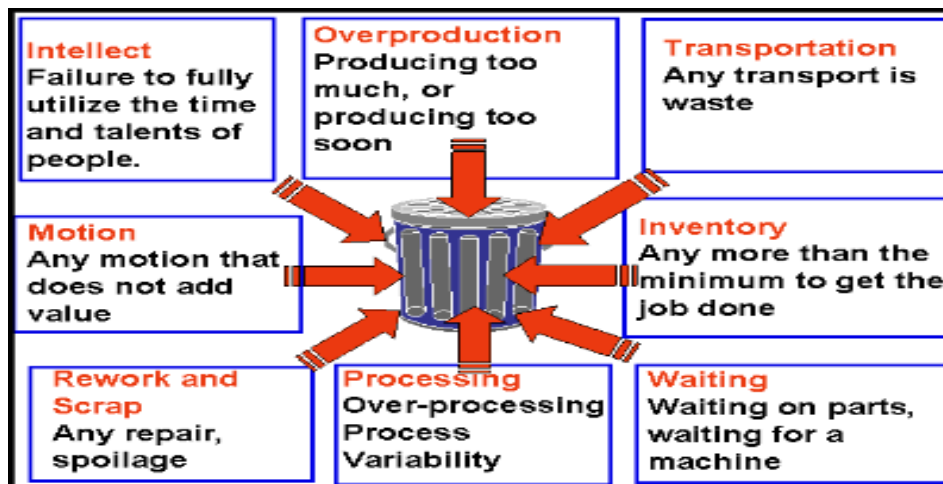 Intellect
Failure to fully
utilize the time
and talents of
people.
Overproduction
Producing too
much, or
producing too
soon
Transportation
Any transport is
waste
Motion
Any motion that
does not add
value
Inventory
Any more than the
minimum to get the
job done
Rework and
Scrap
Any repair,
spoilage
Processing
Over-processing
Process
Variability
Waiting
Waiting on parts,
waiting for a
machine